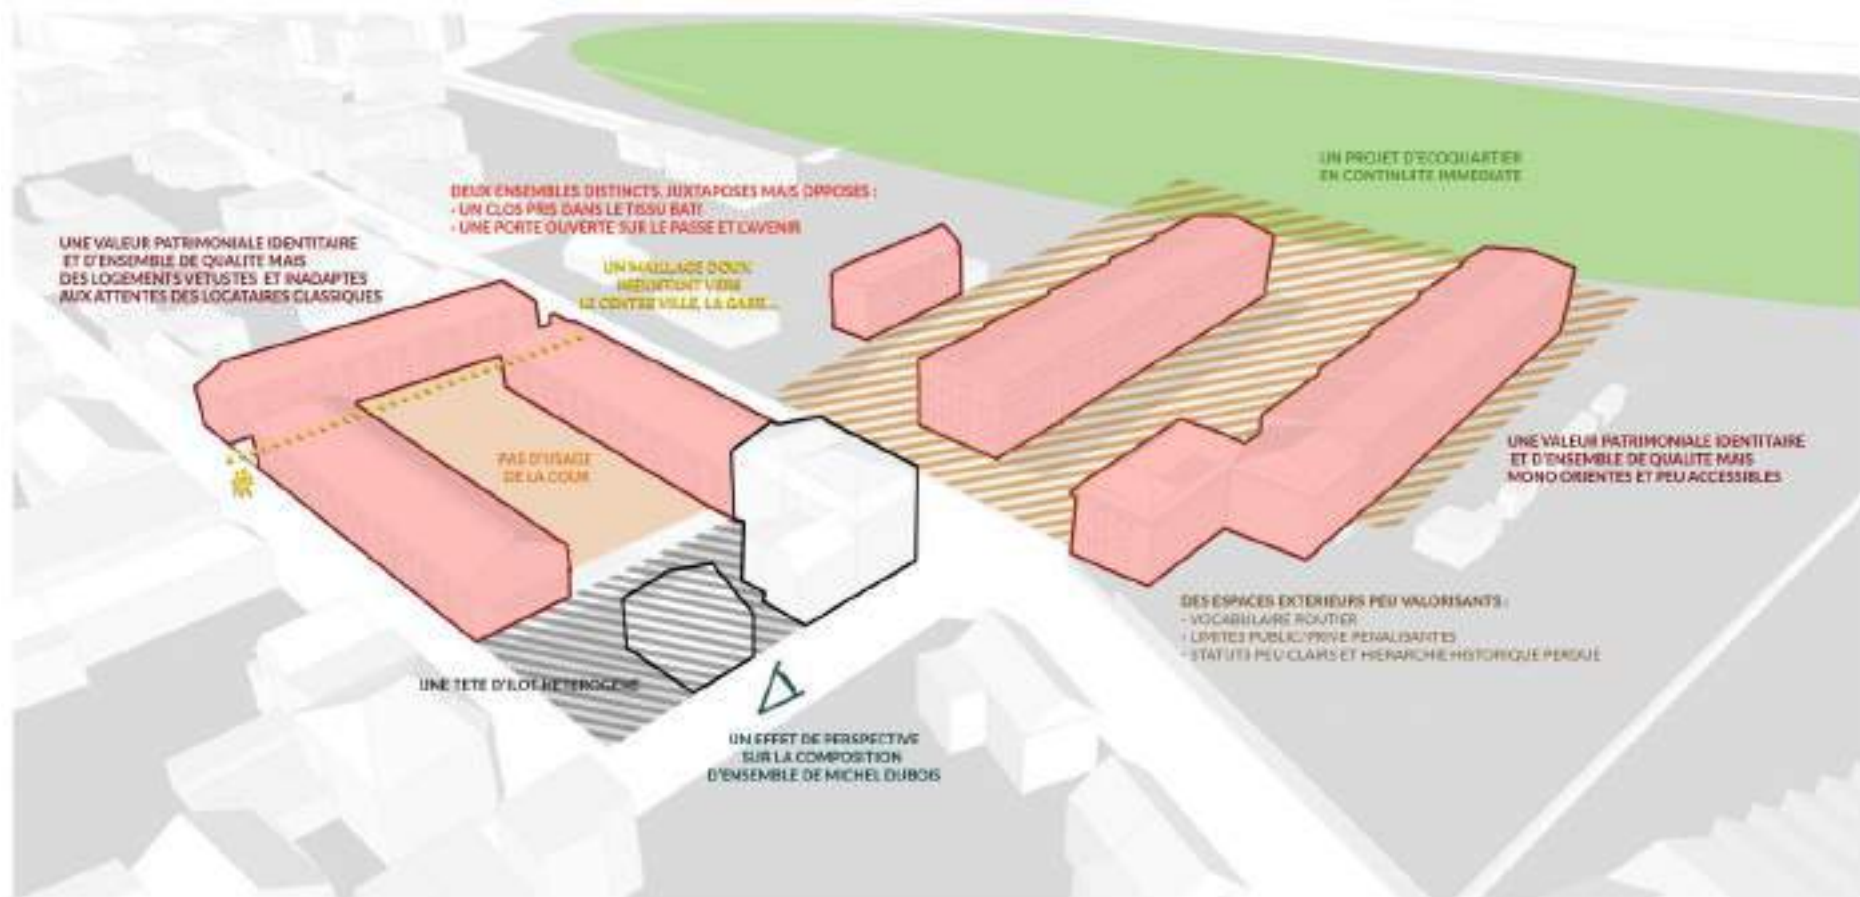 UN PROJET D'ECOQUARTIER
EN CONTINUITE IMMEDIATE
DEUX ENSEMBLES DISTINCTS, JUXTAPOSES MAIS OPPOSES :
- UN CLOS PRIS DANS LE TISSU BATI
- UNE PORTE OUVERTE SUR LE PASSE ET L'AVENIR
UNE VALEUR PATRIMONIALE IDENTITAIRE
ET D'ENSEMBLE DE QUALITE MAIS
DES LOGEMENTS VETUSTES ET INADAPTES
AUX ATTENTES DES LOCATAIRES CLASSIQUES
UN MAILLAGE DOUX
VERS
LE CENTRE VILLE, LA GARE...
PAS D'USAGE
DE LA COUR
UNE VALEUR PATRIMONIALE IDENTITAIRE
ET D'ENSEMBLE DE QUALITE MAIS
MONO ORIENTES ET PEU ACCESSIBLES
DES ESPACES EXTERIEURS PEU VALORISANTS :
- VOCABULAIRE ROUTIER
- LIMITES PUBLIC/PRIVE PENALISANTES
- STATUTS PEU CLAIRS ET HIERARCHIE HISTORIQUE PERDUE
UNE TETE D'ILOT HETEROGENE
UN EFFET DE PERSPECTIVE
SUR LA COMPOSITION
D'ENSEMBLE DE MICHEL DUBOIS